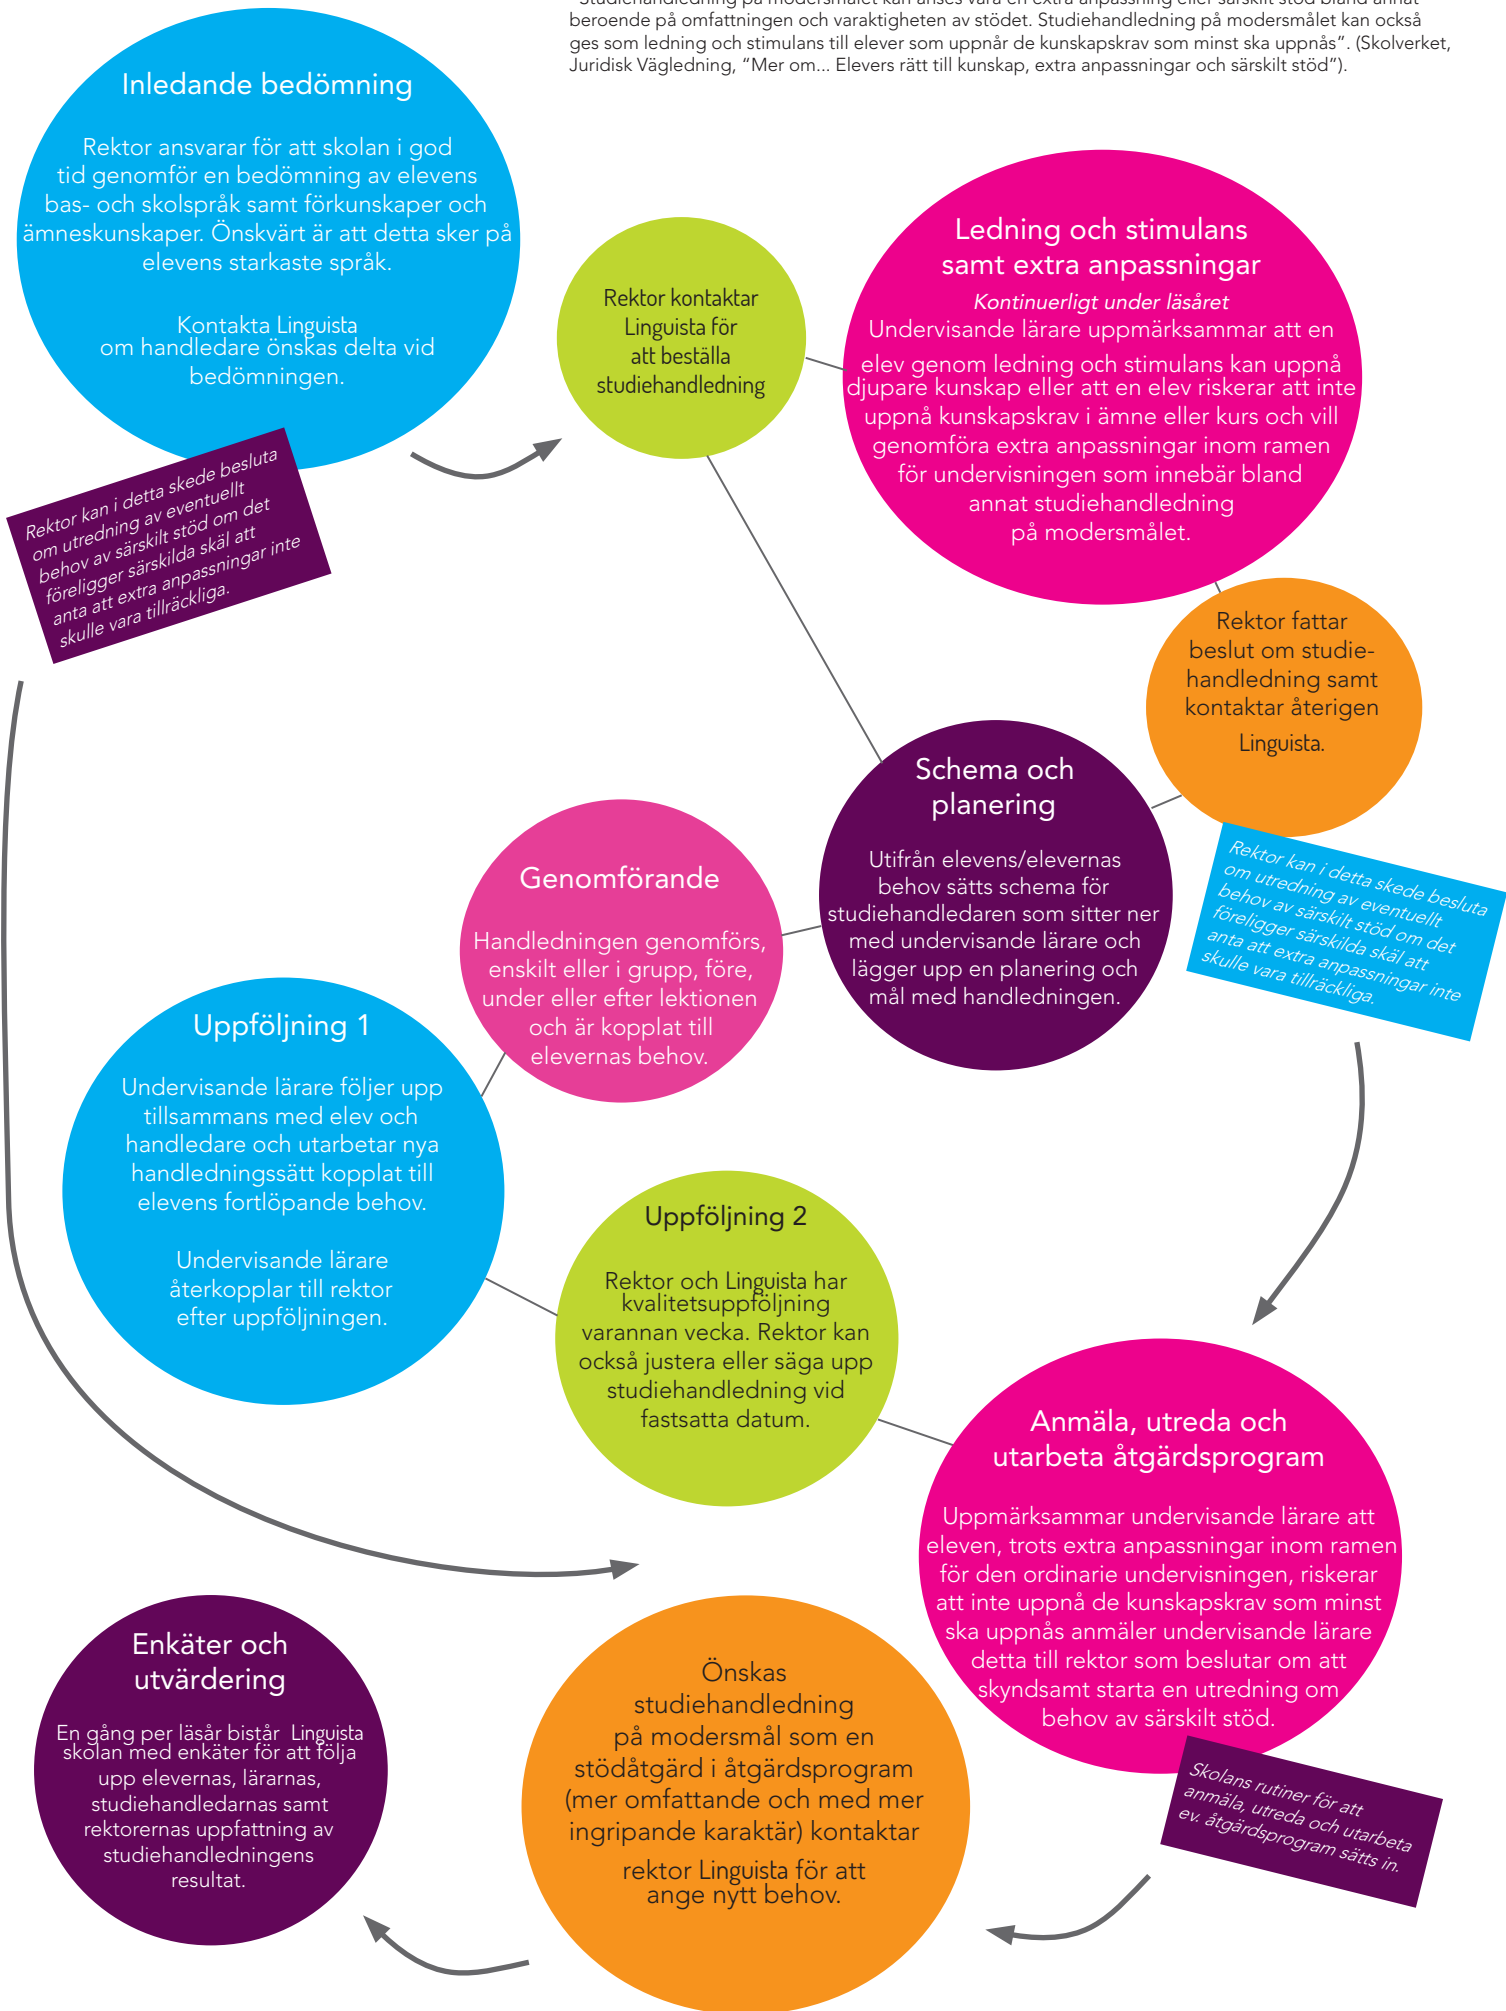 "Studiehandledning på modersmålet kan anses vara en extra anpassning eller särskilt stöd bland annat
beroende på omfattningen och varaktigheten av stödet. Studiehandledning på modersmålet kan också
ges som ledning och stimulans till elever som uppnår de kunskapskrav som minst ska uppnås”. (Skolverket,
Juridisk Vägledning, “Mer om... Elevers rätt till kunskap, extra anpassningar och särskilt stöd”).
Inledande bedömning
Rektor ansvarar för att skolan i god
tid genomför en bedömning av elevens
bas- och skolspråk samt förkunskaper och
ämneskunskaper. Önskvärt är att detta sker på
elevens starkaste språk.
Kontakta Linguista
om handledare önskas delta vid
bedömningen.
Rektor kan i detta skede besluta
om utredning av eventuellt
behov av särskilt stöd om det
föreligger särskilda skäl att
anta att extra anpassningar inte
skulle vara tillräckliga.
Rektor kontaktar
Linguista för
att beställa
studiehandledning
Ledning och stimulans
samt extra anpassningar
Kontinuerligt under läsåret
Undervisande lärare uppmärksammar att en
elev genom ledning och stimulans kan uppnå
djupare kunskap eller att en elev riskerar att inte
uppnå kunskapskrav i ämne eller kurs och vill
genomföra extra anpassningar inom ramen
för undervisningen som innebär bland
annat studiehandledning
på modersmålet.
Rektor fattar
beslut om studie-
handledning samt
kontaktar återigen
Linguista.
Rektor kan i detta skede besluta
om utredning av eventuellt
behov av särskilt stöd om det
föreligger särskilda skäl att
anta att extra anpassningar inte
skulle vara tillräckliga.
Schema och
planering
Utifrån elevens/elevernas
behov sätts schema för
studiehandledaren som sitter ner
med undervisande lärare och
lägger upp en planering och
mål med handledningen.
Genomförande
Handledningen genomförs,
enskilt eller i grupp, före,
under eller efter lektionen
och är kopplat till
elevernas behov.
Uppföljning 1
Undervisande lärare följer upp
tillsammans med elev och
handledare och utarbetar nya
handledningssätt kopplat till
elevens fortlöpande behov.
Undervisande lärare
återkopplar till rektor
efter uppföljningen.
Uppföljning 2
Rektor och Linguista har
kvalitetsuppföljning
varannan vecka. Rektor kan
också justera eller säga upp
studiehandledning vid
fastsatta datum.
Anmäla, utreda och
utarbeta åtgärdsprogram
Uppmärksammar undervisande lärare att
eleven, trots extra anpassningar inom ramen
för den ordinarie undervisningen, riskerar
att inte uppnå de kunskapskrav som minst
ska uppnås anmäler undervisande lärare
detta till rektor som beslutar om att
skyndsamt starta en utredning om
behov av särskilt stöd.
Skolans rutiner för att
anmäla, utreda och utarbeta
ev. åtgärdsprogram sätts in.
Önskas
studiehandledning
på modersmål som en
stödåtgärd i åtgärdsprogram
(mer omfattande och med mer
ingripande karaktär) kontaktar
rektor Linguista för att
ange nytt behov.
Enkäter och
utvärdering
En gång per läsår bistår Linguista
skolan med enkäter för att följa
upp elevernas, lärarnas,
studiehandledarnas samt
rektorernas uppfattning av
studiehandledningens
resultat.